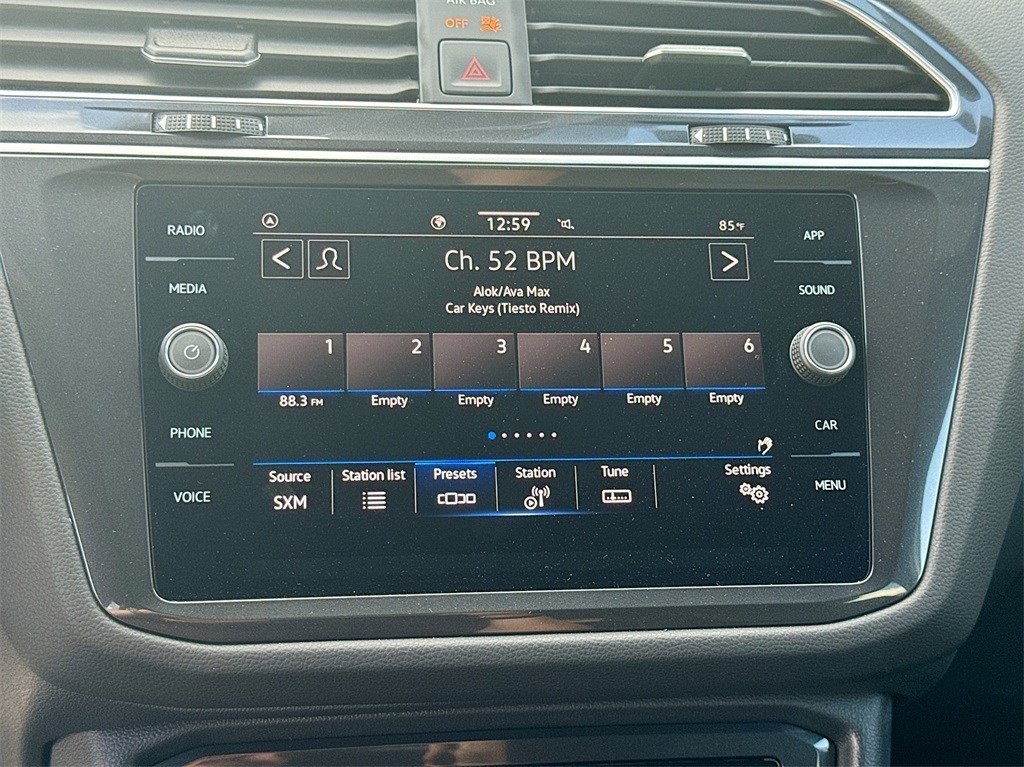 AIR BAG
OFF
RADIO
MEDIA
PHONE
VOICE
12:59
85°F
<
>
Ch. 52 BPM
Alok/Ava Max
Car Keys (Tiesto Remix)
1 2 3 4 5 6
88.3 FM Empty Empty Empty Empty Empty
Source Station list Presets Station Tune Settings
SXM
APP
SOUND
CAR
MENU